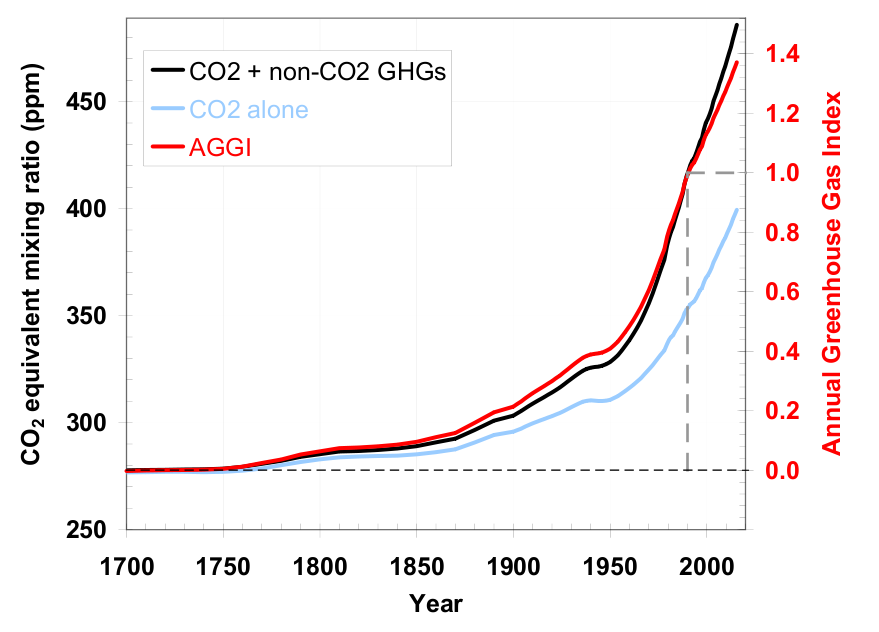 CO2 + non-CO2 GHGs
CO2 alone
AGGI
CO₂ equivalent mixing ratio (ppm)
450
400
350
300
250
1.4
1.2
1.0
0.8
0.6
0.4
0.2
0.0
Annual Greenhouse Gas Index
1700 1750 1800 1850 1900 1950 2000
Year